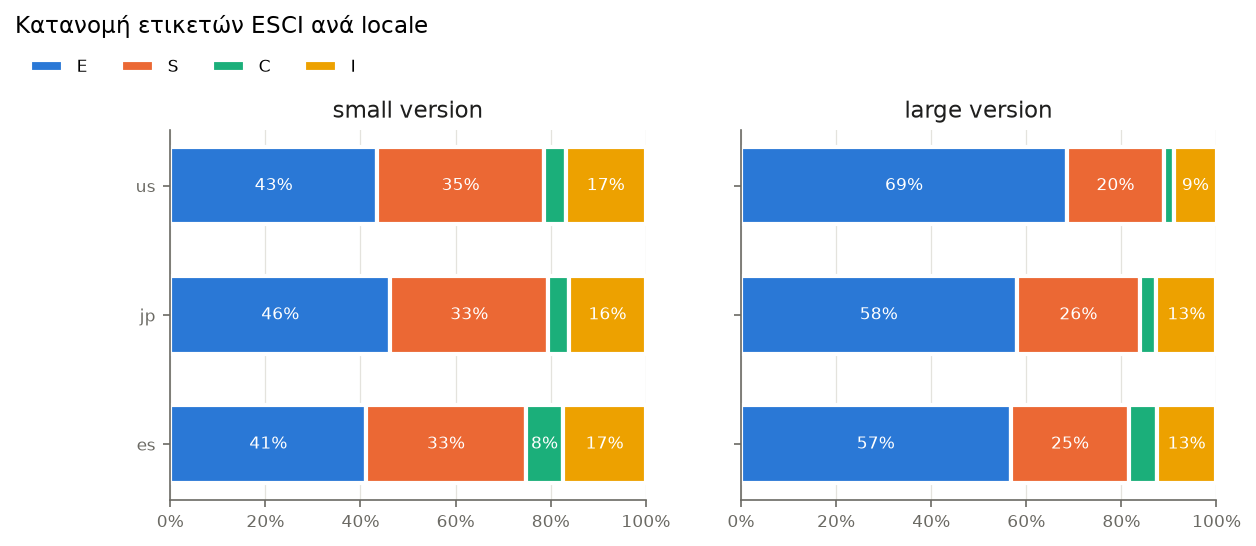 Κατανομή ετικετών ESCI ανά locale
E S C I
small version
large version
us 43% 35% 17% 69% 20% 9%
jp 46% 33% 16% 58% 26% 13%
es 41% 33% 8% 17% 57% 25% 13%
0% 20% 40% 60% 80% 100% 0% 20% 40% 60% 80% 100%